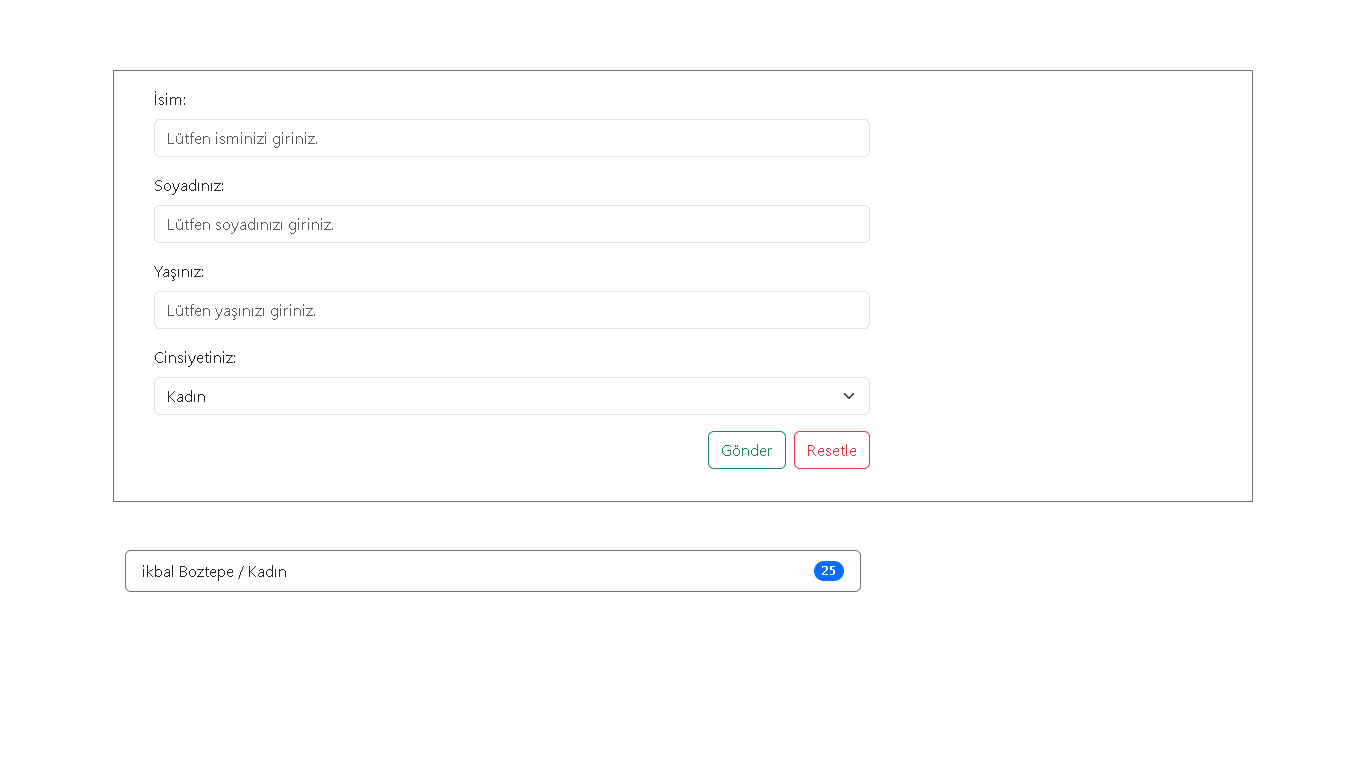 İsim:
Lütfen isminizi giriniz.
Soyadınız:
Lütfen soyadınızı giriniz.
Yaşınız:
Lütfen yaşınızı giriniz.
Cinsiyetiniz:
Kadın
Gönder Resetle
ikbal Boztepe / Kadın 25